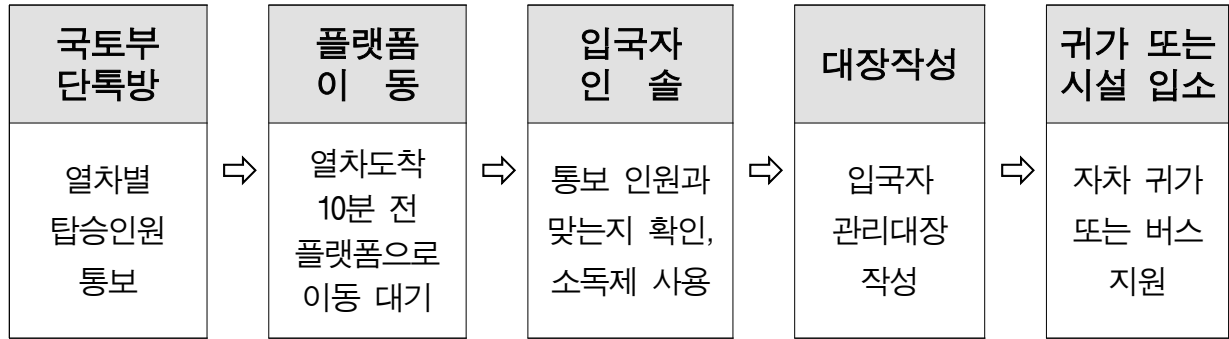 국토부
단톡방
열차별
탑승인원
통보
⇨
플랫폼
이 동
열차도착
10분 전
플랫폼으로
이동 대기
⇨
입국자
인 솔
통보 인원과
맞는지 확인,
소독제 사용
⇨
대장작성
입국자
관리대장
작성
⇨
귀가 또는
시설 입소
자차 귀가
또는 버스
지원